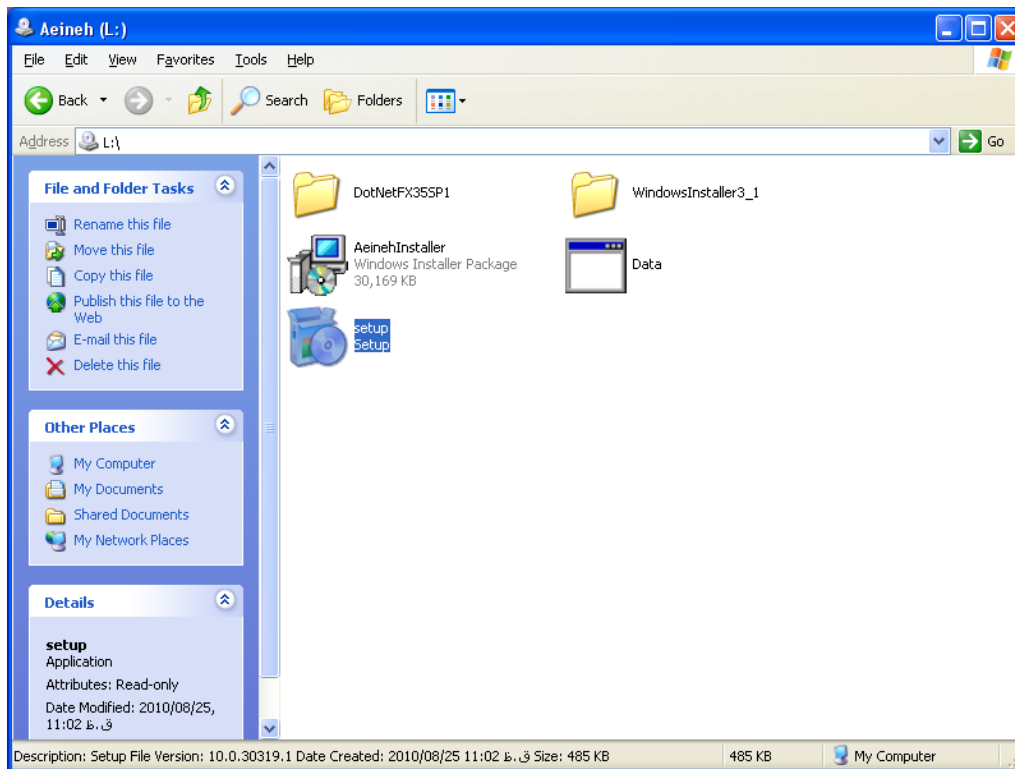 Aeineh (L:)
File Edit View Favorites Tools Help
Back Search Folders
Address L:\ Go
File and Folder Tasks
Rename this file
Move this file
Copy this file
Publish this file to the
Web
E-mail this file
Delete this file
Other Places
My Computer
My Documents
Shared Documents
My Network Places
Details
setup
Application
Attributes: Read-only
Date Modified: 2010/08/25,
11:02 ق.ظ
DotNetFX35SP1
WindowsInstaller3_1
AeinehInstaller
Windows Installer Package
30,169 KB
Data
setup
Setup
Description: Setup File Version: 10.0.30319.1 Date Created: 2010/08/25 11:02 ق.ظ Size: 485 KB 485 KB My Computer